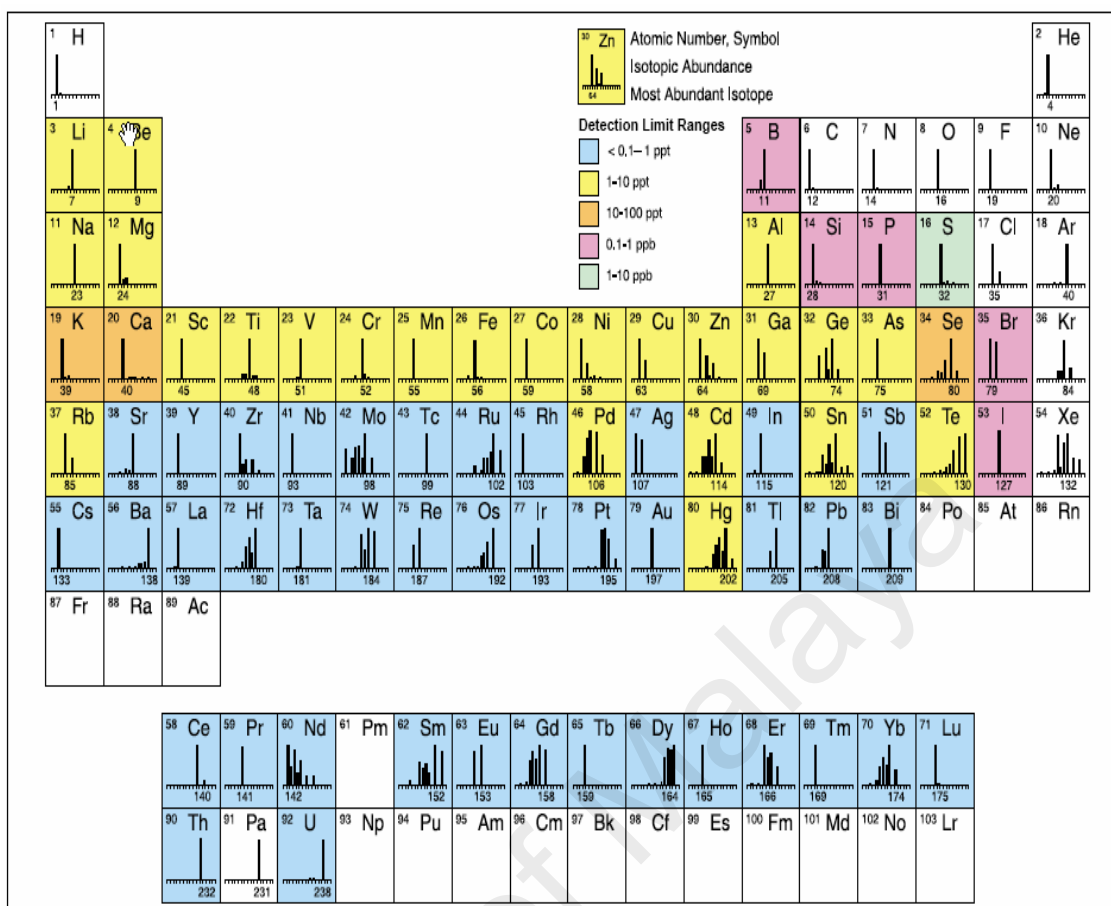 1 H
1
30 Zn
64
Atomic Number, Symbol
Isotopic Abundance
Most Abundant Isotope
2 He
4
Detection Limit Ranges
< 0.1– 1 ppt
1-10 ppt
10-100 ppt
0.1-1 ppb
1-10 ppb
3 Li 4 Be 5 B 6 C 7 N 8 O 9 F 10 Ne
7 9 11 12 14 16 19 20
11 Na 12 Mg 13 Al 14 Si 15 P 16 S 17 Cl 18 Ar
23 24 27 28 31 32 35 40
19 K 20 Ca 21 Sc 22 Ti 23 V 24 Cr 25 Mn 26 Fe 27 Co 28 Ni 29 Cu 30 Zn 31 Ga 32 Ge 33 As 34 Se 35 Br 36 Kr
39 40 45 48 51 52 55 56 59 58 63 64 69 74 75 80 79 84
37 Rb 38 Sr 39 Y 40 Zr 41 Nb 42 Mo 43 Tc 44 Ru 45 Rh 46 Pd 47 Ag 48 Cd 49 In 50 Sn 51 Sb 52 Te 53 I 54 Xe
85 88 89 90 93 98 99 102 103 106 107 114 115 120 121 130 127 132
55 Cs 56 Ba 57 La 72 Hf 73 Ta 74 W 75 Re 76 Os 77 Ir 78 Pt 79 Au 80 Hg 81 Tl 82 Pb 83 Bi 84 Po 85 At 86 Rn
133 138 139 180 181 184 187 192 193 195 197 202 205 208 209
87 Fr 88 Ra 89 Ac
58 Ce 59 Pr 60 Nd 61 Pm 62 Sm 63 Eu 64 Gd 65 Tb 66 Dy 67 Ho 68 Er 69 Tm 70 Yb 71 Lu
140 141 142 152 153 158 159 164 165 166 169 174 175
90 Th 91 Pa 92 U 93 Np 94 Pu 95 Am 96 Cm 97 Bk 98 Cf 99 Es 100 Fm 101 Md 102 No 103 Lr
232 231 238
of Malaya